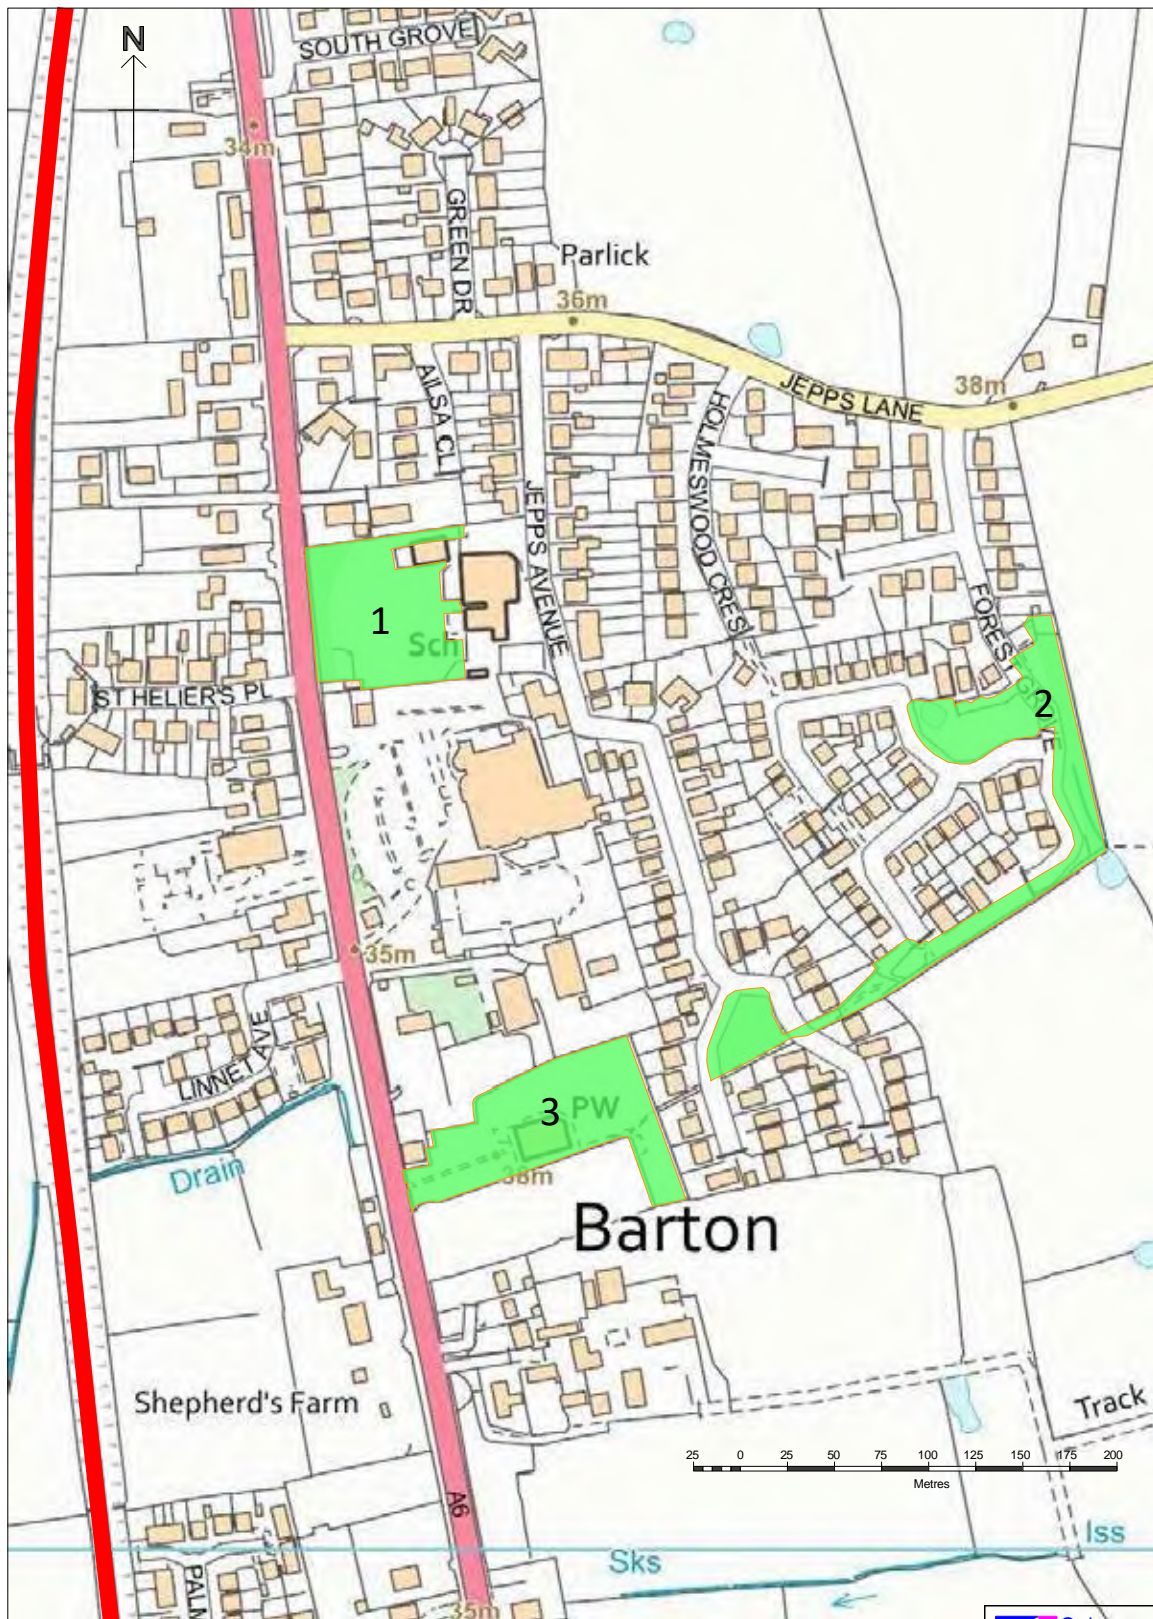 N
SOUTH GROVE
34m
GREEN DR
Parlick
36m
AILSA CL
JEPPS LANE
38m
HOLMESWOOD CRES
JEPPS AVENUE
1
Sch
FORES
GROVE
2
ST HELIER'S PL
35m
LINNET AVE
3
PW
38m
Drain
Barton
Shepherd's Farm
Track
25 0 25 50 75 100 125 150 175 200
Metres
A6
Iss
Sks
PALM
35m